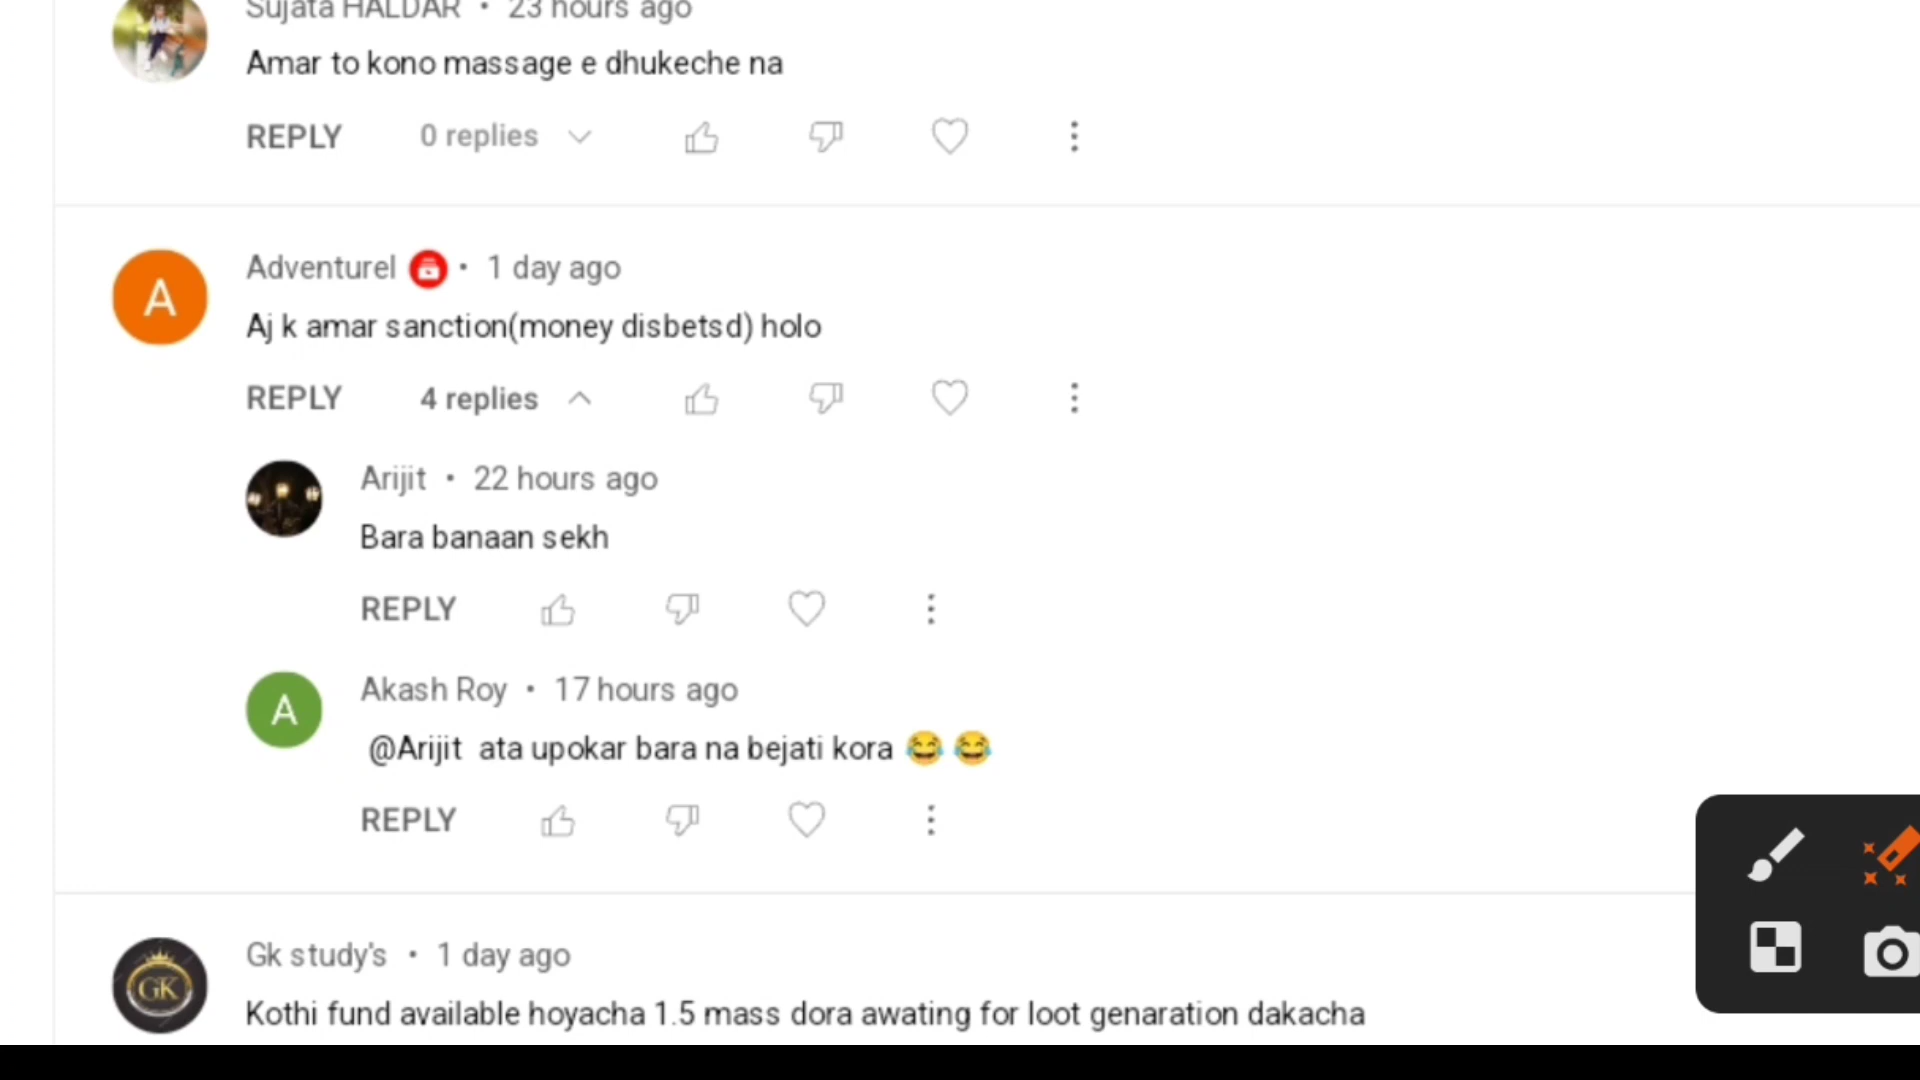 Sujata HALDAR • 23 hours ago
Amar to kono massage e dhukeche na
REPLY 0 replies
A
Adventurel • 1 day ago
Aj k amar sanction(money disbetsd) holo
REPLY 4 replies
Arijit • 22 hours ago
Bara banaan sekh
REPLY
A
Akash Roy • 17 hours ago
@Arijit ata upokar bara na bejati kora 😂 😂
REPLY
GK
Gk study's • 1 day ago
Kothi fund available hoyacha 1.5 mass dora awating for loot genaration dakacha